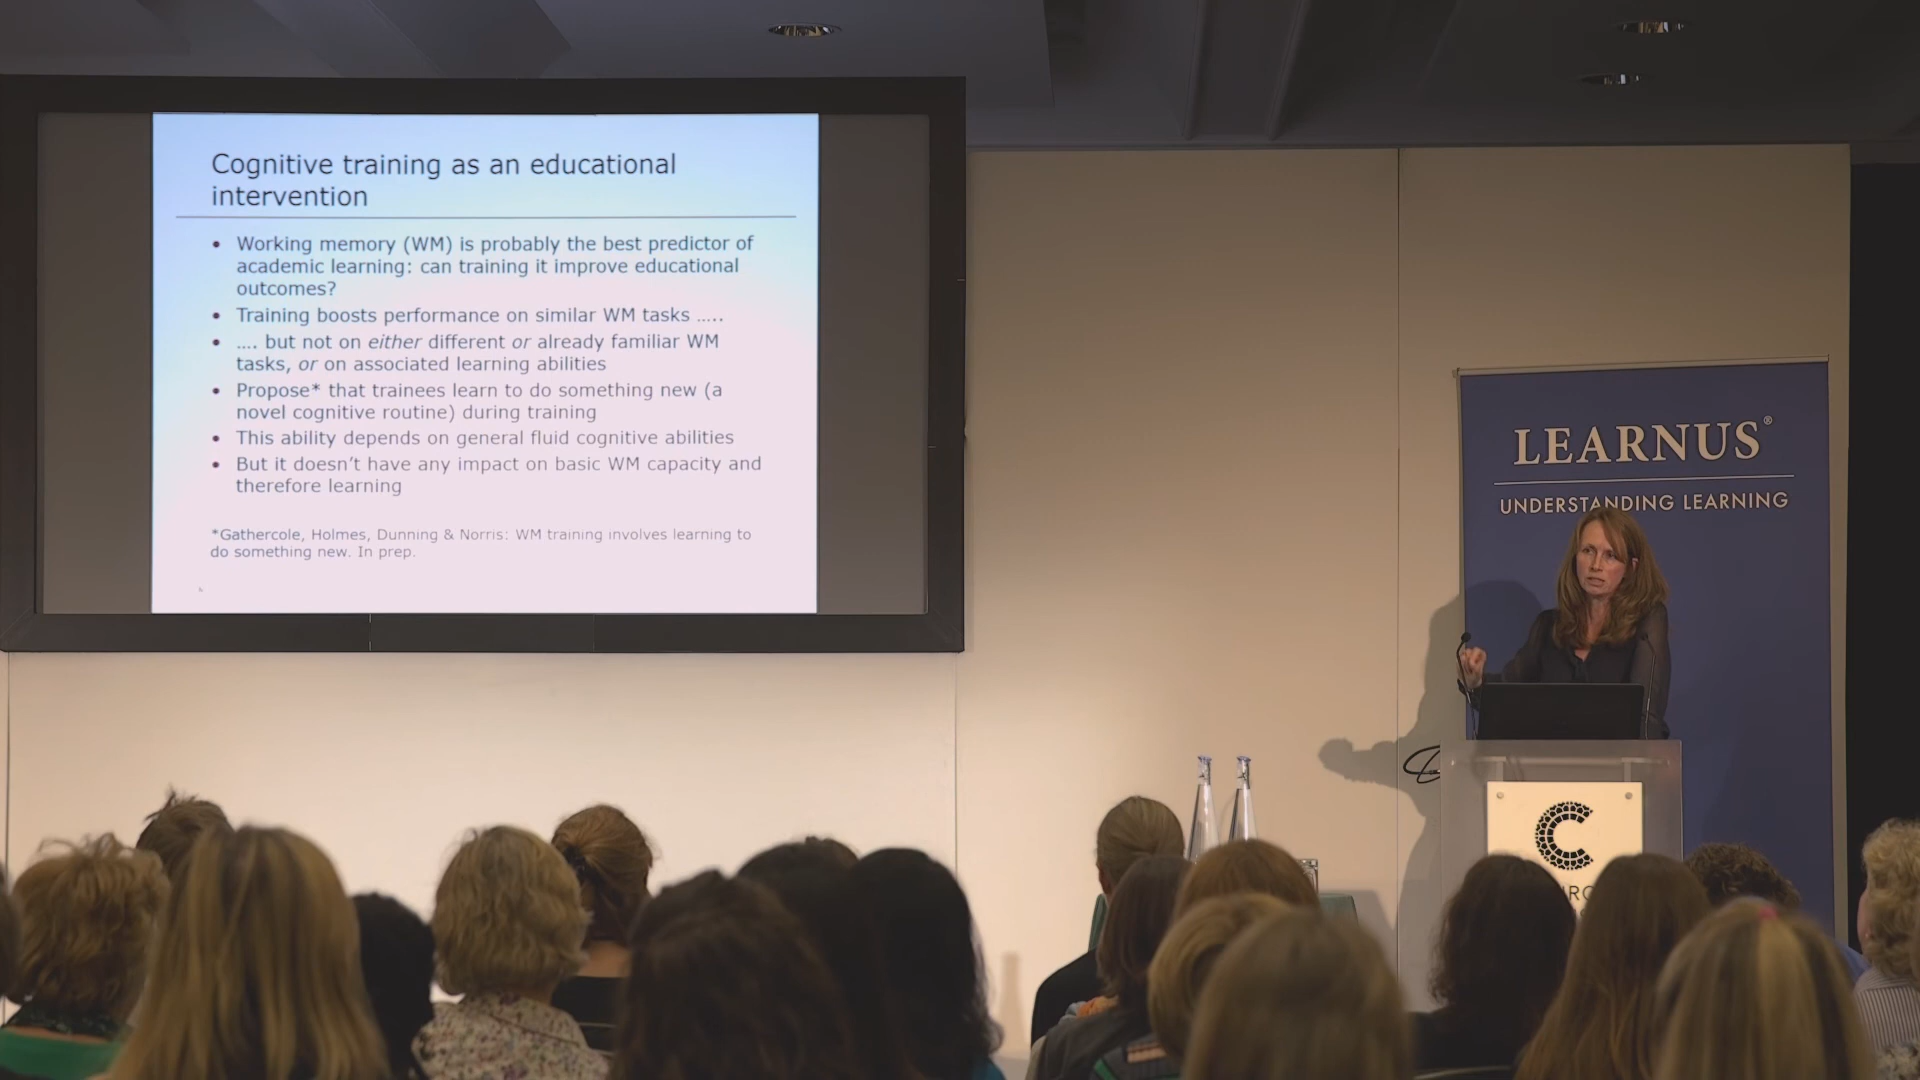 Cognitive training as an educational
intervention
• Working memory (WM) is probably the best predictor of
academic learning: can training it improve educational
outcomes?
• Training boosts performance on similar WM tasks .....
• .... but not on either different or already familiar WM
tasks, or on associated learning abilities
• Propose* that trainees learn to do something new (a
novel cognitive routine) during training
• This ability depends on general fluid cognitive abilities
• But it doesn't have any impact on basic WM capacity and
therefore learning
*Gathercole, Holmes, Dunning & Norris: WM training involves learning to
do something new. In prep.
LEARNUS®
UNDERSTANDING LEARNING
C